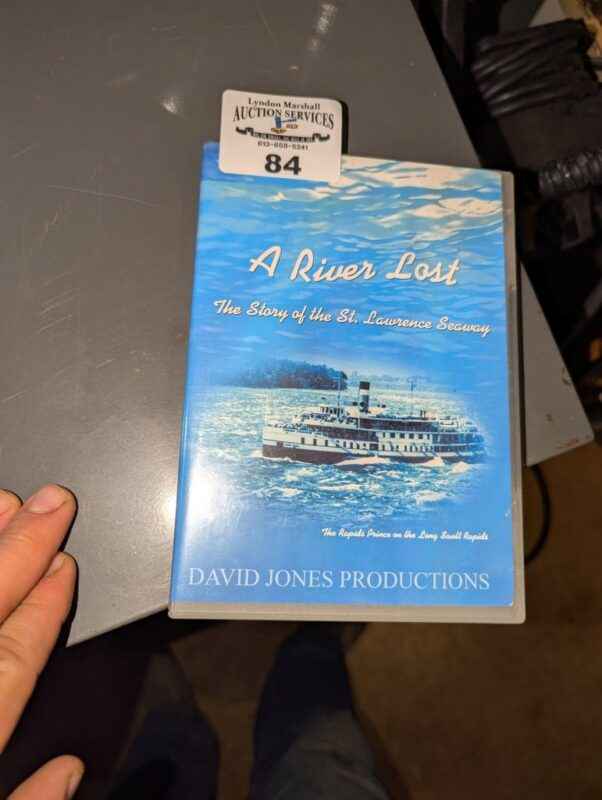 Lyndon Marshall
AUCTION SERVICES
84
A River Lost
The Story of the St. Lawrence Seaway
The Rapids Prince on the Long Sault Rapids
DAVID JONES PRODUCTIONS